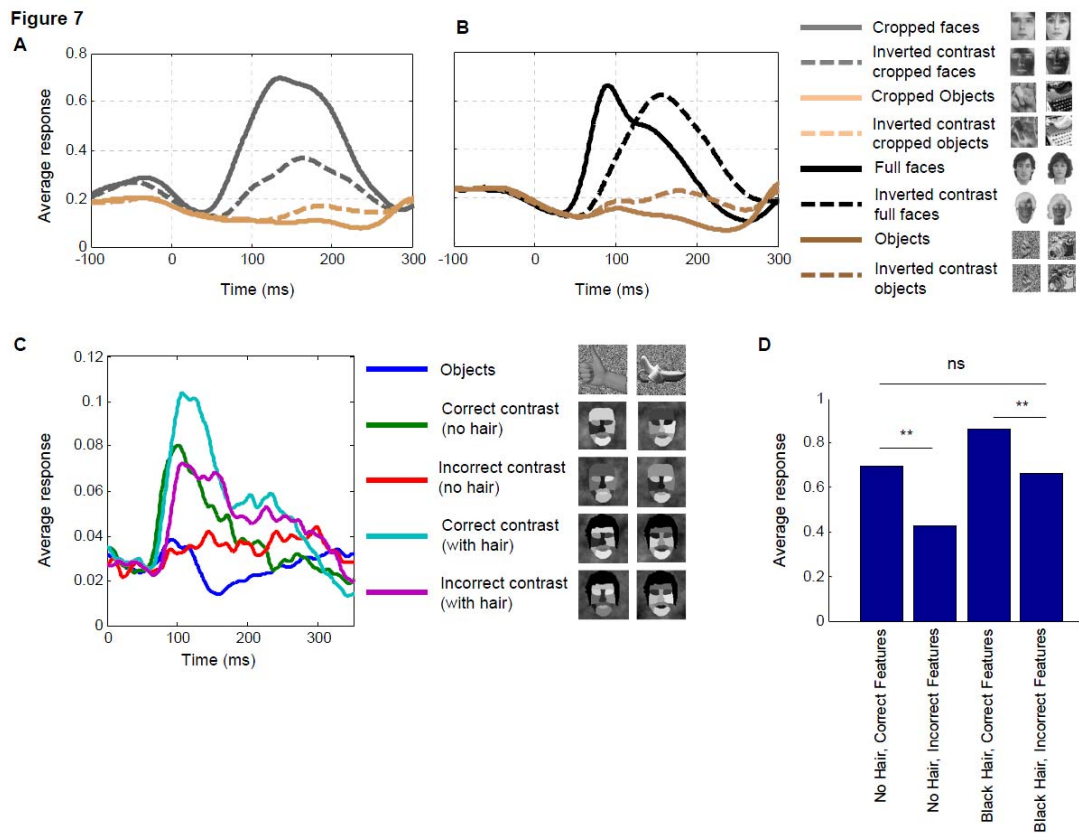 Figure 7
A
0.8
0.6
0.4
0.2
0
Average response
-100
0
100
200
300
Time (ms)
B
-100
0
100
200
300
Time (ms)
Cropped faces
Inverted contrast
cropped faces
Cropped Objects
Inverted contrast
cropped objects
Full faces
Inverted contrast
full faces
Objects
Inverted contrast
objects
C
0.12
0.1
0.08
0.06
0.04
0.02
0
Average response
0
100
200
300
Time (ms)
Objects
Correct contrast
(no hair)
Incorrect contrast
(no hair)
Correct contrast
(with hair)
Incorrect contrast
(with hair)
D
ns
**
**
1
0.8
0.6
0.4
0.2
0
Average response
No Hair, Correct Features
No Hair, Incorrect Features
Black Hair, Correct Features
Black Hair, Incorrect Features